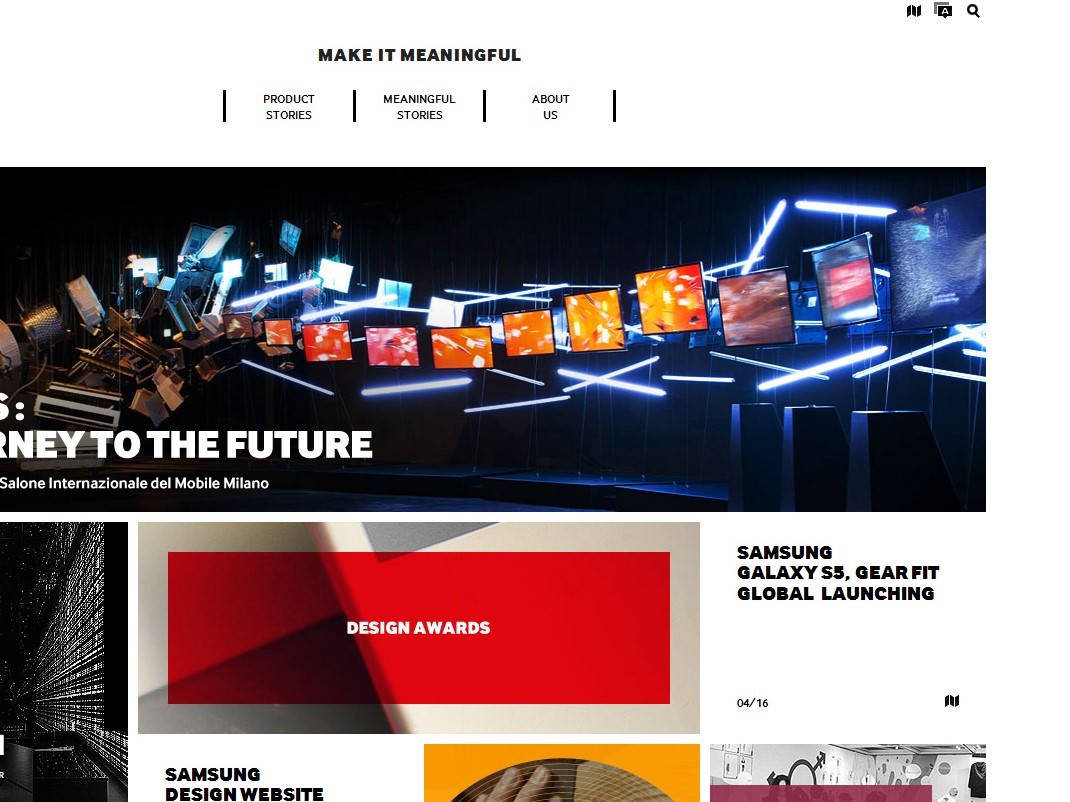 A
MAKE IT MEANINGFUL
PRODUCT
STORIES
MEANINGFUL
STORIES
ABOUT
US
S:
RNEY TO THE FUTURE
Salone Internazionale del Mobile Milano
DESIGN AWARDS
SAMSUNG
GALAXY S5, GEAR FIT
GLOBAL LAUNCHING
04/16
R
SAMSUNG
DESIGN WEBSITE